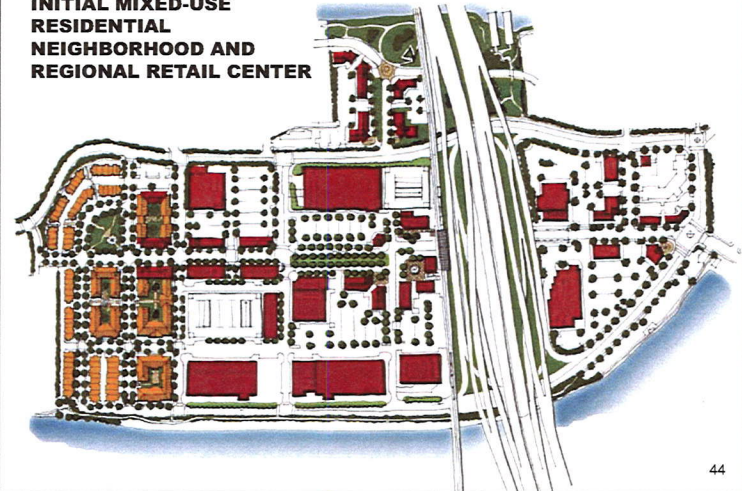 INITIAL MIXED-USE
RESIDENTIAL
NEIGHBORHOOD AND
REGIONAL RETAIL CENTER
44